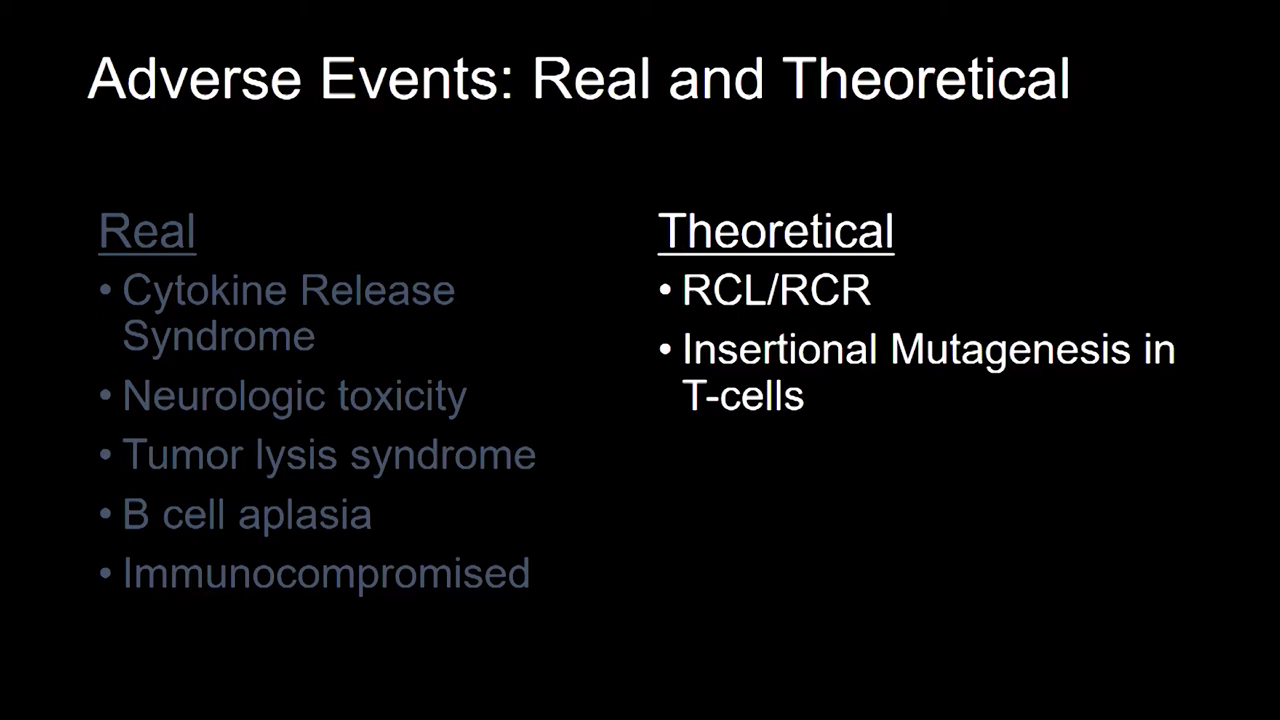 Adverse Events: Real and Theoretical
Real
• Cytokine Release
Syndrome
• Neurologic toxicity
• Tumor lysis syndrome
• B cell aplasia
• Immunocompromised
Theoretical
• RCL/RCR
• Insertional Mutagenesis in
T-cells